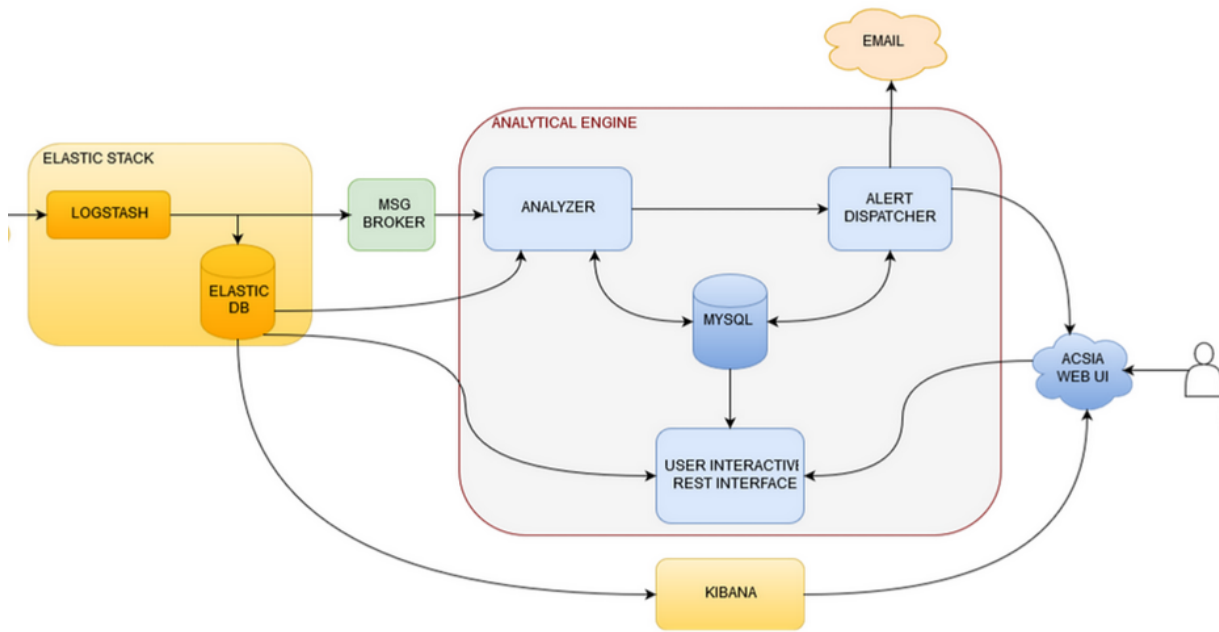 EMAIL
ANALYTICAL ENGINE
ELASTIC STACK
LOGSTASH
MSG
BROKER
ANALYZER
ALERT
DISPATCHER
ELASTIC
DB
MYSQL
ACSIA
WEB UI
USER INTERACTIVE
REST INTERFACE
KIBANA